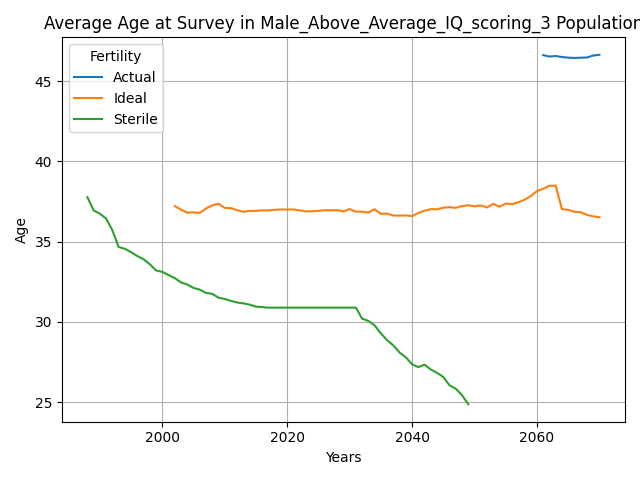 Average Age at Survey in Male_Above_Average_IQ_scoring_3 Population
Fertility
Actual
Ideal
Sterile
45
40
35
30
25
Age
2000 2020 2040 2060
Years